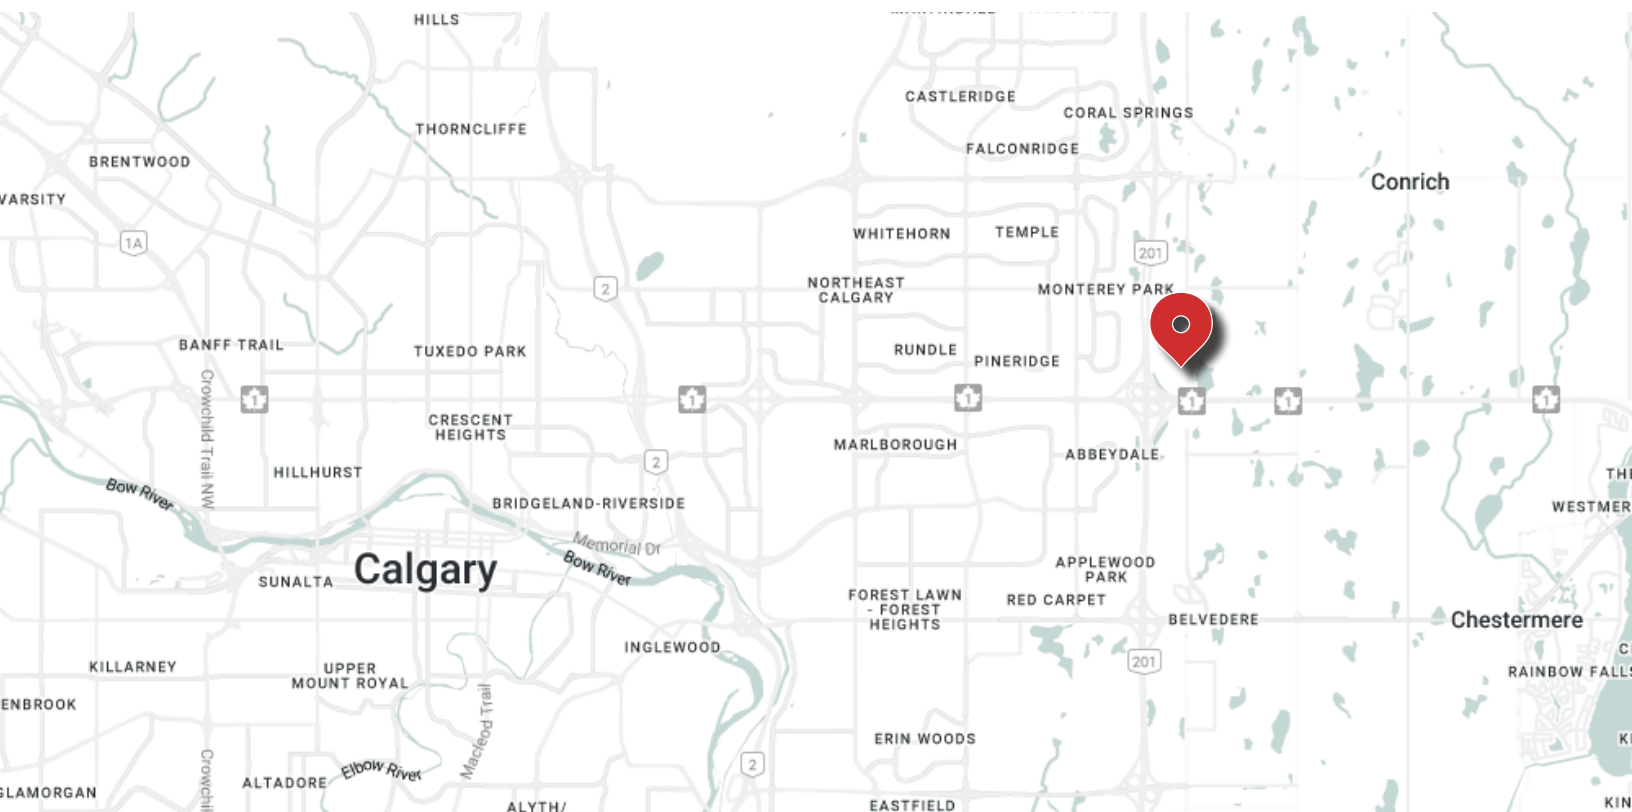 HILLS
CASTLERIDGE
CORAL SPRINGS
THORNCLIFFE
FALCONRIDGE
BRENTWOOD
Conrich
VARSITY
WHITEHORN
TEMPLE
1A
201
2
NORTHEAST
CALGARY
MONTEREY PARK
BANFF TRAIL
TUXEDO PARK
RUNDLE
PINERIDGE
Crowchild Trail NW
1
1
1
1
1
1
CRESCENT
HEIGHTS
MARLBOROUGH
ABBEYDALE
2
HILLHURST
THE
Bow River
BRIDGELAND-RIVERSIDE
WESTMER
Memorial Dr
Calgary
Bow River
SUNALTA
APPLEWOOD
PARK
FOREST LAWN
- FOREST
HEIGHTS
RED CARPET
BELVEDERE
Chestermere
INGLEWOOD
KILLARNEY
UPPER
MOUNT ROYAL
201
RAINBOW FALLS
ENBROOK
Macleod Trail
ERIN WOODS
2
Crowchil
ALTADORE
Elbow River
GLAMORGAN
ALYTH/
EASTFIELD
KIN